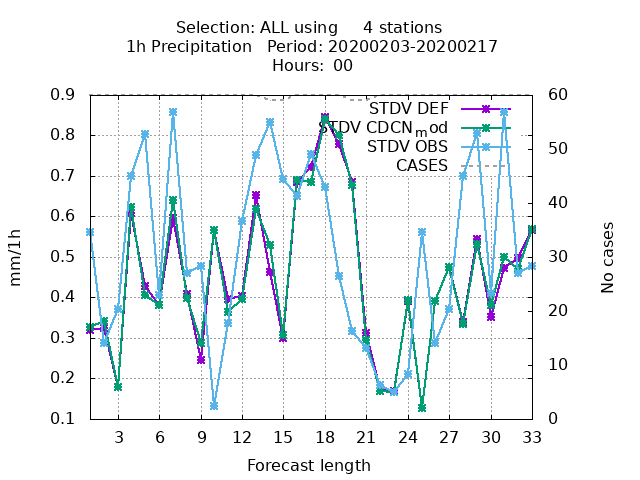 Selection: ALL using     4 stations
1h Precipitation   Period: 20200203-20200217
Hours:  00
0.9
0.8
0.7
0.6
0.5
0.4
0.3
0.2
0.1
60
50
40
30
20
10
0
STDV DEF
STDV CDCN_mod
STDV OBS
CASES
mm/1h
No cases
3 6 9 12 15 18 21 24 27 30 33
Forecast length